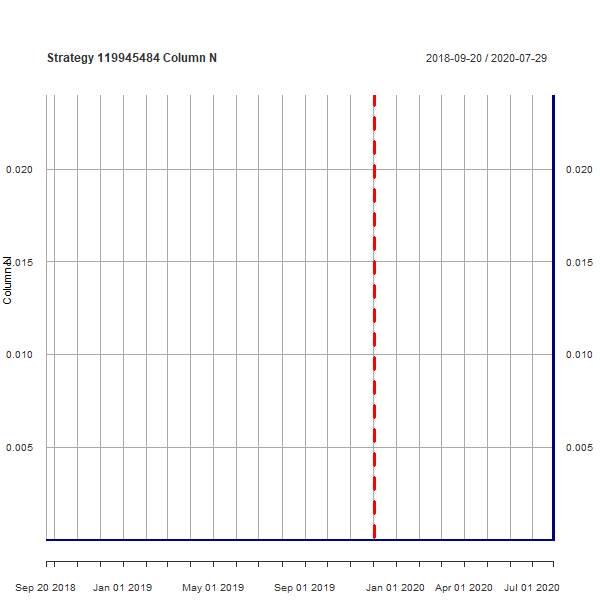 Strategy 119945484 Column N
2018-09-20 / 2020-07-29
0.020
0.020
Column N
0.015
0.015
0.010
0.010
0.005
0.005
Sep 20 2018
Jan 01 2019
May 01 2019
Sep 01 2019
Jan 01 2020
Apr 01 2020
Jul 01 2020